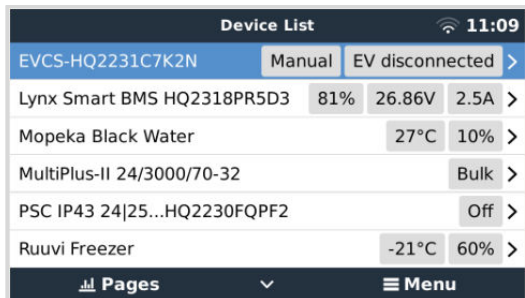 Device List 11:09
EVCS-HQ2231C7K2N Manual EV disconnected
Lynx Smart BMS HQ2318PR5D3 81% 26.86V 2.5A
Mopeka Black Water 27°C 10%
MultiPlus-II 24/3000/70-32 Bulk
PSC IP43 24|25...HQ2230FQPF2 Off
Ruuvi Freezer -21°C 60%
Pages Menu